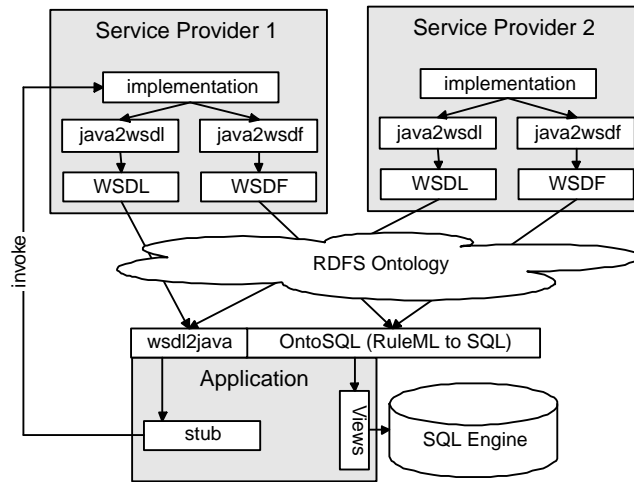 Service Provider 1
implementation
java2wsdl
java2wsdf
WSDL
WSDF
Service Provider 2
implementation
java2wsdl
java2wsdf
WSDL
WSDF
invoke
RDFS Ontology
wsdl2java
OntoSQL (RuleML to SQL)
Application
stub
Views
SQL Engine